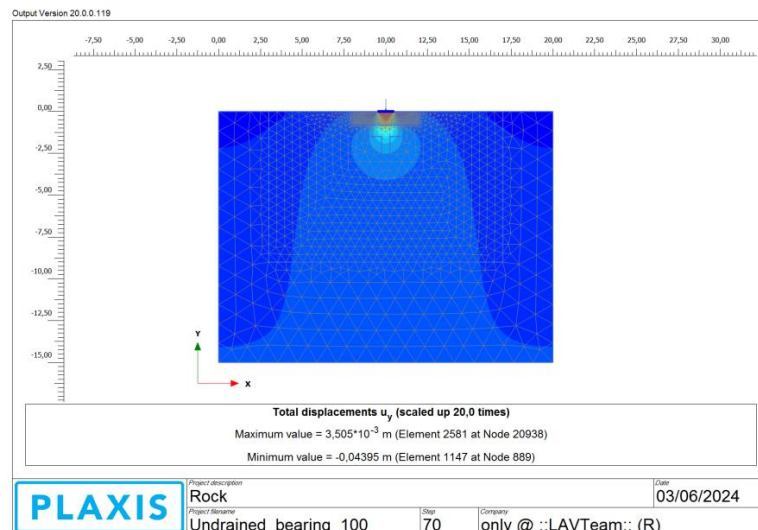 Output Version 20.0.0.119
-7,50 -5,00 -2,50 0,00 2,50 5,00 7,50 10,00 12,50 15,00 17,50 20,00 22,50 25,00 27,50 30,00
2,50
0,00
-2,50
-5,00
-7,50
-10,00
-12,50
-15,00
Y
X
Total displacements uy (scaled up 20,0 times)
Maximum value = 3,505*10-3 m (Element 2581 at Node 20938)
Minimum value = -0,04395 m (Element 1147 at Node 889)
PLAXIS
Project description
Rock
Date
03/06/2024
Project filename
Undrained_bearing_100
Step
70
Company
only @ ::LAVTeam:: (R)